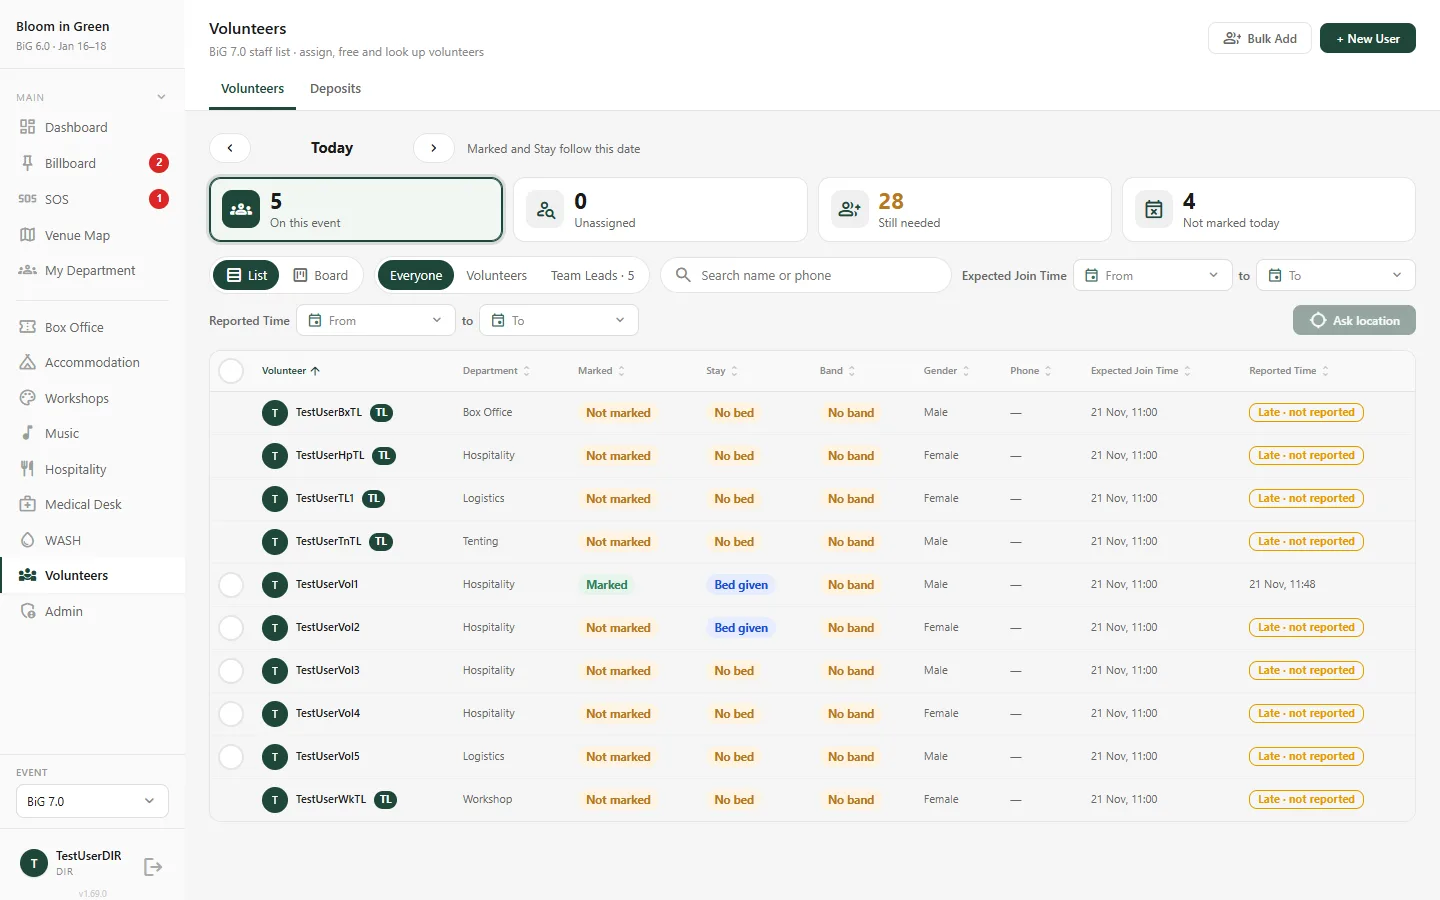 Bloom in Green
BiG 6.0 · Jan 16–18
MAIN
Dashboard
Billboard 2
SOS SOS 1
Venue Map
My Department
Box Office
Accommodation
Workshops
Music
Hospitality
Medical Desk
WASH
Volunteers
Admin
EVENT
BiG 7.0
T TestUserDIR
DIR
v1.69.0
Volunteers
BiG 7.0 staff list · assign, free and look up volunteers
Bulk Add
+ New User
Volunteers Deposits
Today Marked and Stay follow this date
5
On this event
0
Unassigned
28
Still needed
4
Not marked today
List Board Everyone Volunteers Team Leads · 5 Search name or phone Expected Join Time From to To
Reported Time From to To Ask location
Volunteer Department Marked Stay Band Gender Phone Expected Join Time Reported Time
T TestUserBxTL TL Box Office Not marked No bed No band Male — 21 Nov, 11:00 Late · not reported
T TestUserHpTL TL Hospitality Not marked No bed No band Female — 21 Nov, 11:00 Late · not reported
T TestUserTL1 TL Logistics Not marked No bed No band Female — 21 Nov, 11:00 Late · not reported
T TestUserTnTL TL Tenting Not marked No bed No band Male — 21 Nov, 11:00 Late · not reported
T TestUserVol1 Hospitality Marked Bed given No band Male — 21 Nov, 11:00 21 Nov, 11:48
T TestUserVol2 Hospitality Not marked Bed given No band Female — 21 Nov, 11:00 Late · not reported
T TestUserVol3 Hospitality Not marked No bed No band Male — 21 Nov, 11:00 Late · not reported
T TestUserVol4 Hospitality Not marked No bed No band Female — 21 Nov, 11:00 Late · not reported
T TestUserVol5 Logistics Not marked No bed No band Male — 21 Nov, 11:00 Late · not reported
T TestUserWkTL TL Workshop Not marked No bed No band Female — 21 Nov, 11:00 Late · not reported